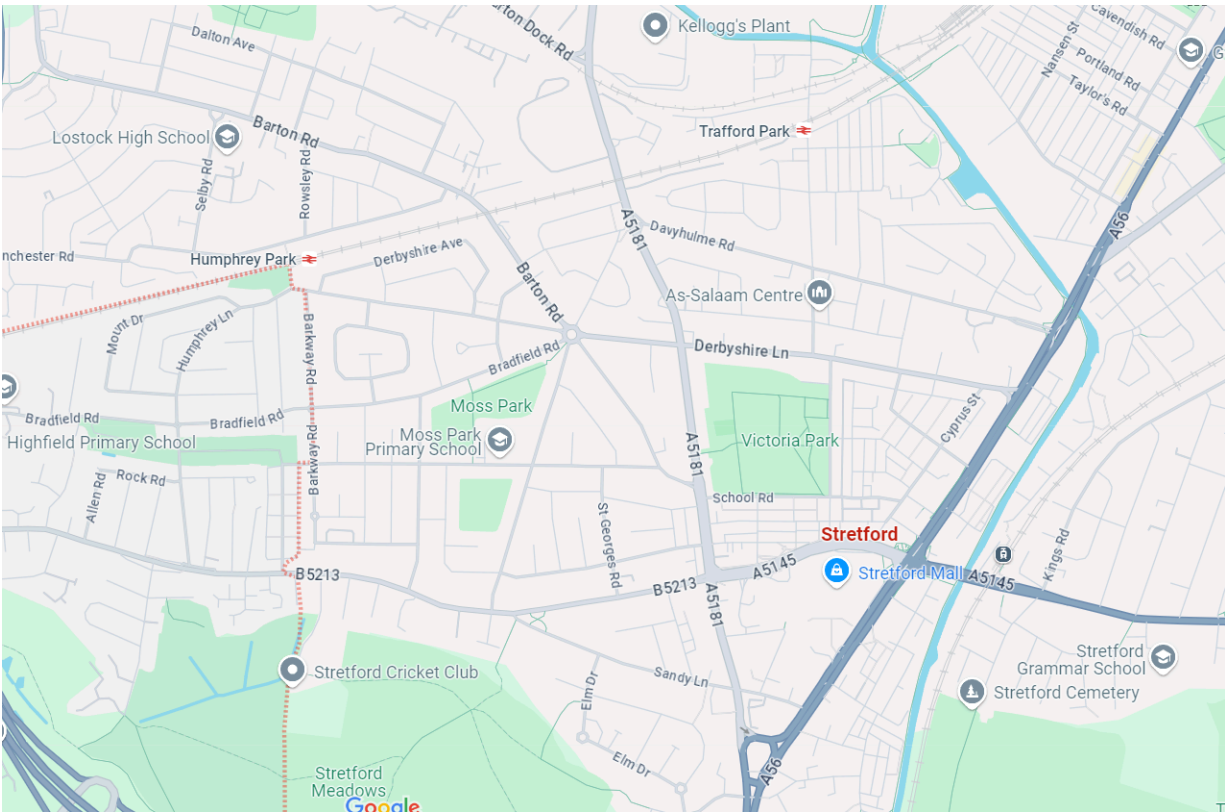 Kellogg's Plant
Cavendish Rd
Dalton Ave
Barton Dock Rd
Nansen St
Portland Rd
Taylor's Rd
Barton Rd
Lostock High School
Trafford Park
Selby Rd
Rowsley Rd
A56
A5181
Davyhulme Rd
nchester Rd
Humphrey Park
Derbyshire Ave
Barton Rd
As-Salaam Centre
Mount Dr
Humphrey Ln
Barkway Rd
Bradfield Rd
Derbyshire Ln
Moss Park
Cyprus St
Bradfield Rd
Bradfield Rd
Highfield Primary School
Moss Park
Primary School
Victoria Park
A5181
Barkway Rd
Rock Rd
Allen Rd
School Rd
St Georges Rd
Stretford
Kings Rd
B5213
A5145
Stretford Mall
A5145
B5213
A5181
Stretford
Grammar School
Stretford Cricket Club
Sandy Ln
Elm Dr
Stretford Cemetery
Elm Dr
A56
Stretford
Meadows
Google